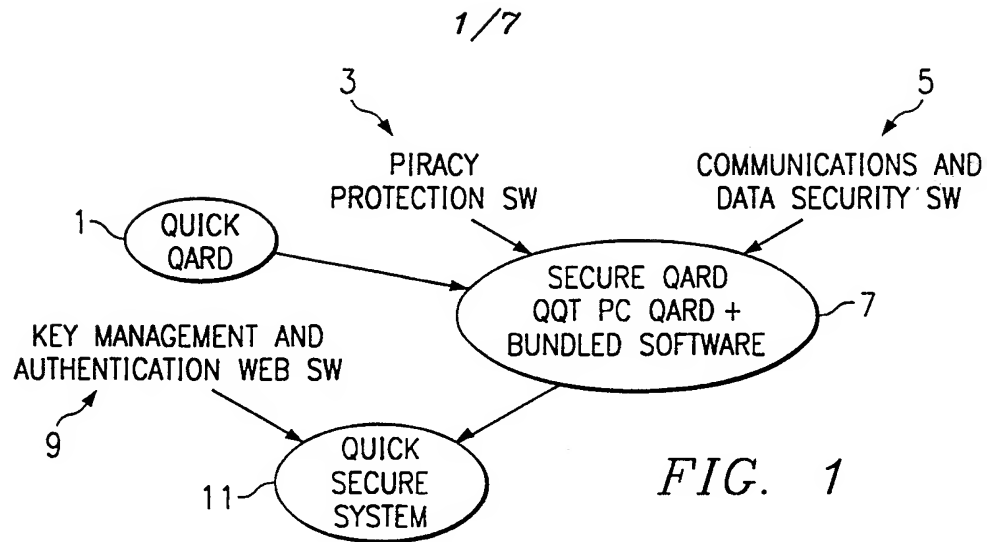 1/7
3
5
PIRACY
PROTECTION SW
COMMUNICATIONS AND
DATA SECURITY SW
1
QUICK
QARD
SECURE QARD
QQT PC QARD +
BUNDLED SOFTWARE
7
KEY MANAGEMENT AND
AUTHENTICATION WEB SW
9
QUICK
SECURE
SYSTEM
11
FIG. 1